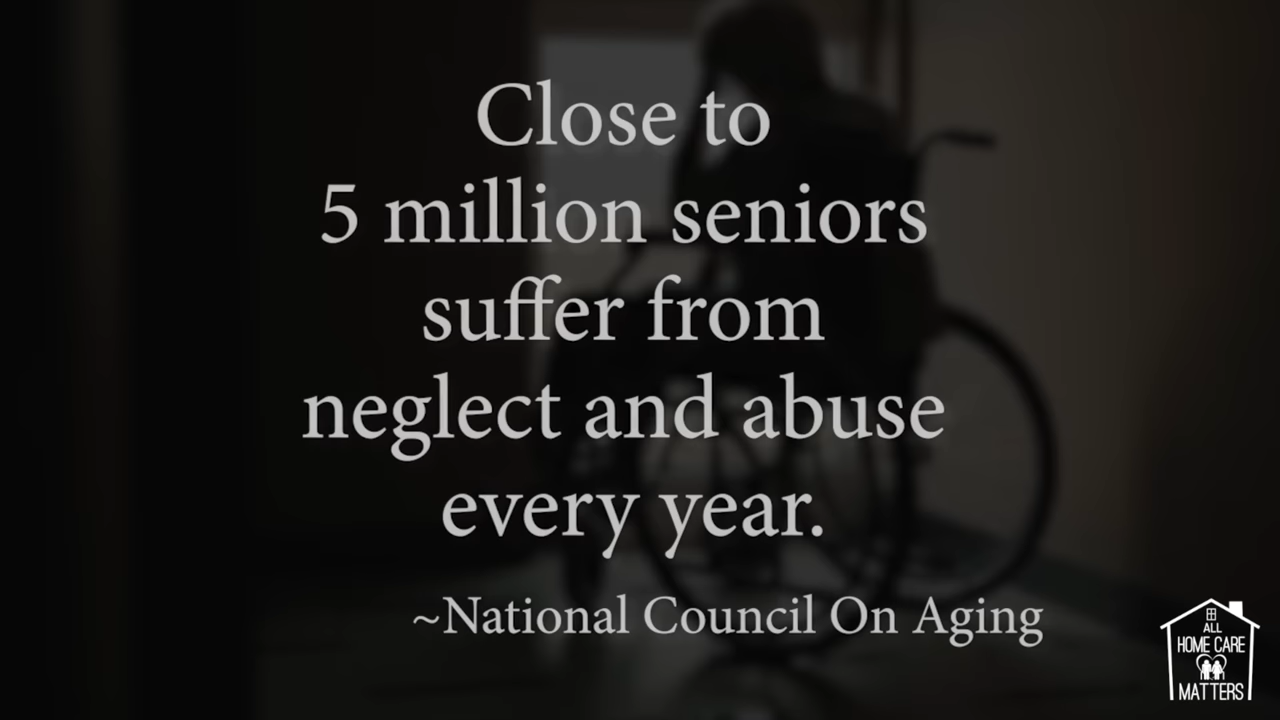 Close to
5 million seniors
suffer from
neglect and abuse
every year.
~National Council On Aging
ALL
HOME CARE
MATTERS